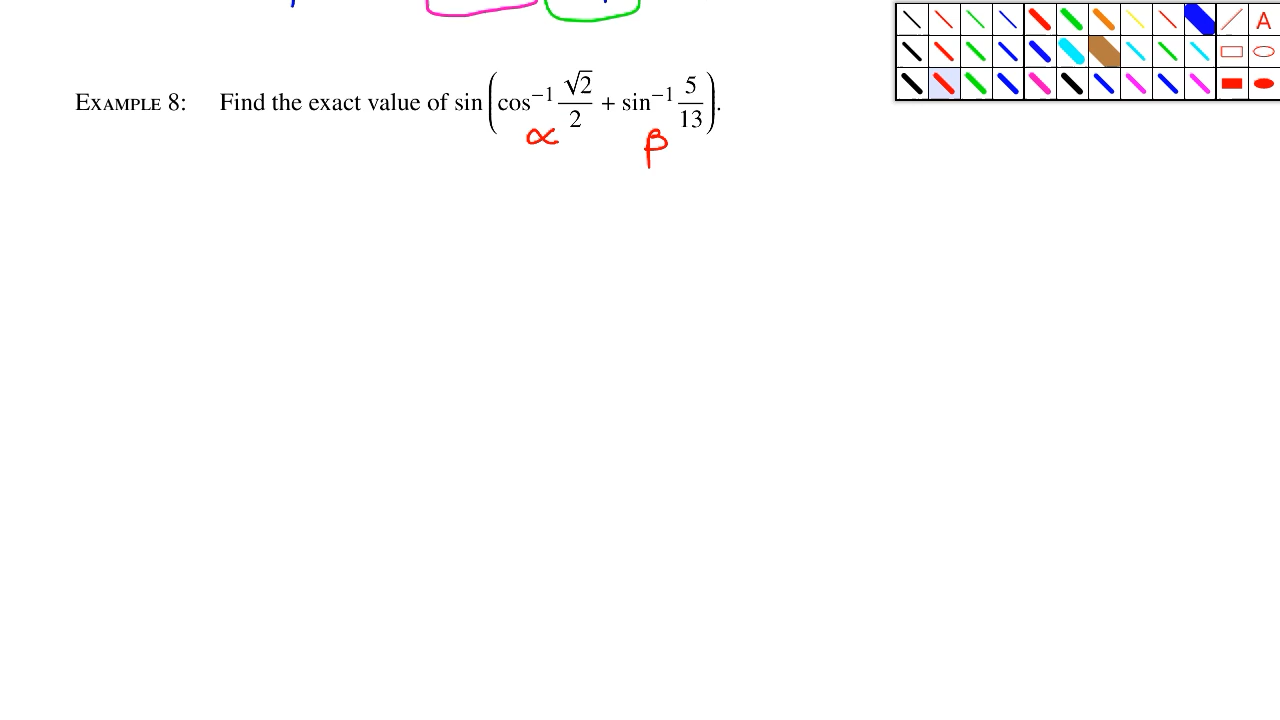 A
EXAMPLE 8: Find the exact value of sin(cos⁻¹ √2/2 + sin⁻¹ 5/13).
α β